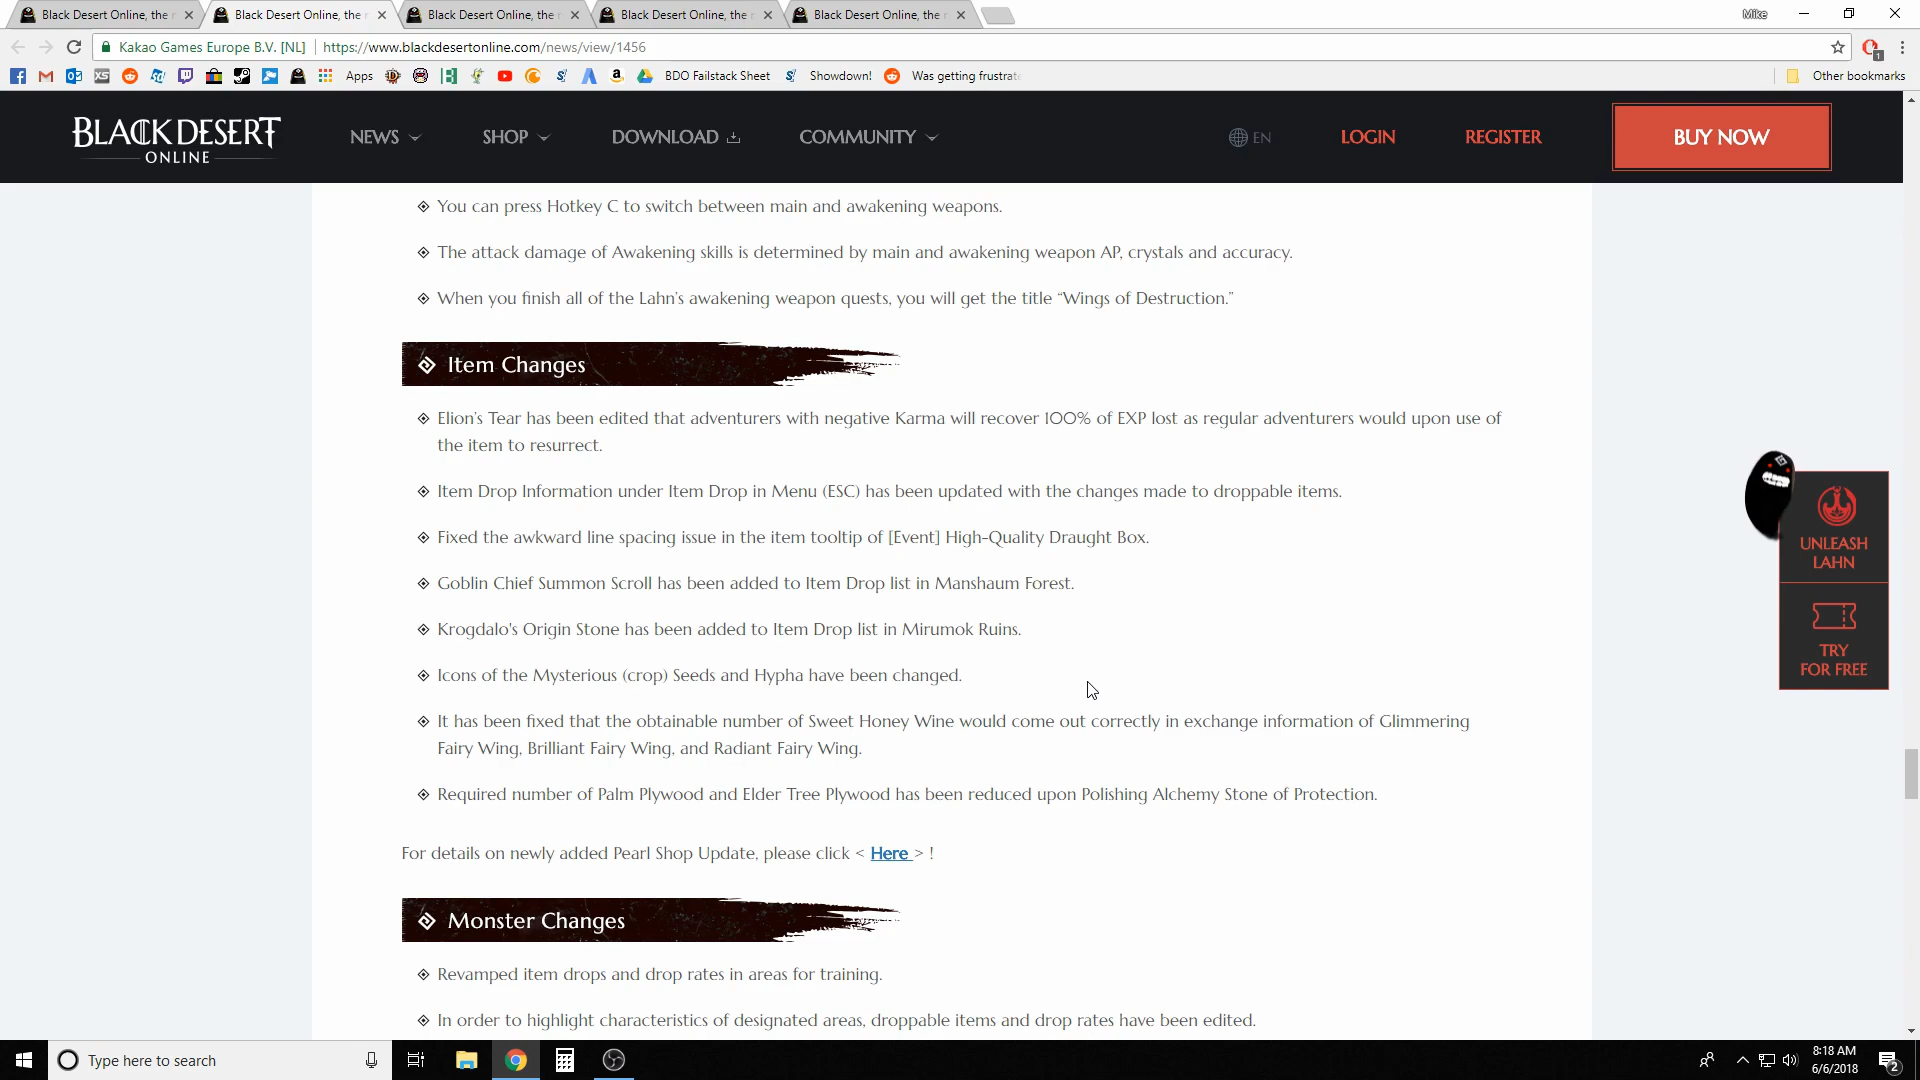 Black Desert Online, the
Black Desert Online, the
Black Desert Online, the
Black Desert Online, the
Black Desert Online, the
Mike
Kakao Games Europe B.V. [NL]
https://www.blackdesertonline.com/news/view/1456
Apps
BDO Failstack Sheet
Showdown!
Was getting frustrat
Other bookmarks
BLACK DESERT
ONLINE
NEWS
SHOP
DOWNLOAD
COMMUNITY
EN
LOGIN
REGISTER
BUY NOW
You can press Hotkey C to switch between main and awakening weapons.
The attack damage of Awakening skills is determined by main and awakening weapon AP, crystals and accuracy.
When you finish all of the Lahn's awakening weapon quests, you will get the title “Wings of Destruction.”
Item Changes
Elion's Tear has been edited that adventurers with negative Karma will recover 100% of EXP lost as regular adventurers would upon use of
the item to resurrect.
Item Drop Information under Item Drop in Menu (ESC) has been updated with the changes made to droppable items.
Fixed the awkward line spacing issue in the item tooltip of [Event] High-Quality Draught Box.
Goblin Chief Summon Scroll has been added to Item Drop list in Manshaum Forest.
Krogdalo's Origin Stone has been added to Item Drop list in Mirumok Ruins.
Icons of the Mysterious (crop) Seeds and Hypha have been changed.
It has been fixed that the obtainable number of Sweet Honey Wine would come out correctly in exchange information of Glimmering
Fairy Wing, Brilliant Fairy Wing, and Radiant Fairy Wing.
Required number of Palm Plywood and Elder Tree Plywood has been reduced upon Polishing Alchemy Stone of Protection.
For details on newly added Pearl Shop Update, please click < Here > !
Monster Changes
Revamped item drops and drop rates in areas for training.
In order to highlight characteristics of designated areas, droppable items and drop rates have been edited.
UNLEASH
LAHN
TRY
FOR FREE
Type here to search
8:18 AM
6/6/2018
2